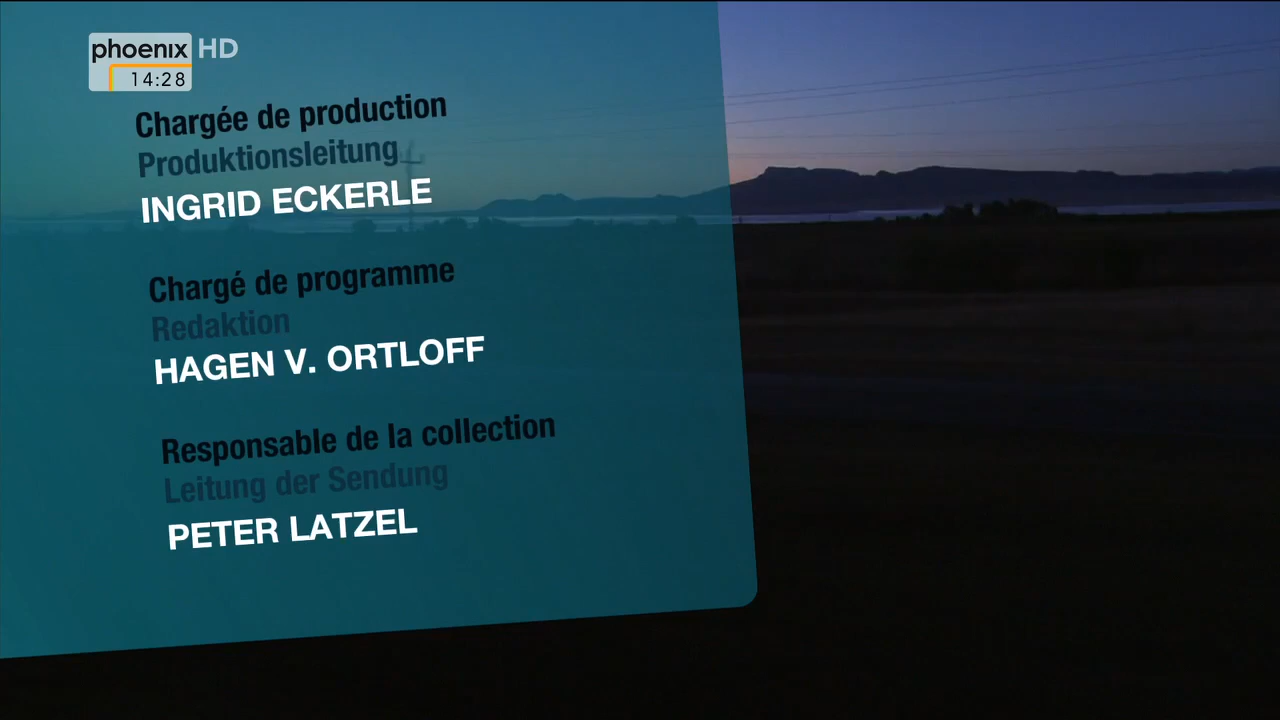 phoenix HD
14:28
Chargée de production
Produktionsleitung
INGRID ECKERLE
Chargé de programme
Redaktion
HAGEN V. ORTLOFF
Responsable de la collection
Leitung der Sendung
PETER LATZEL